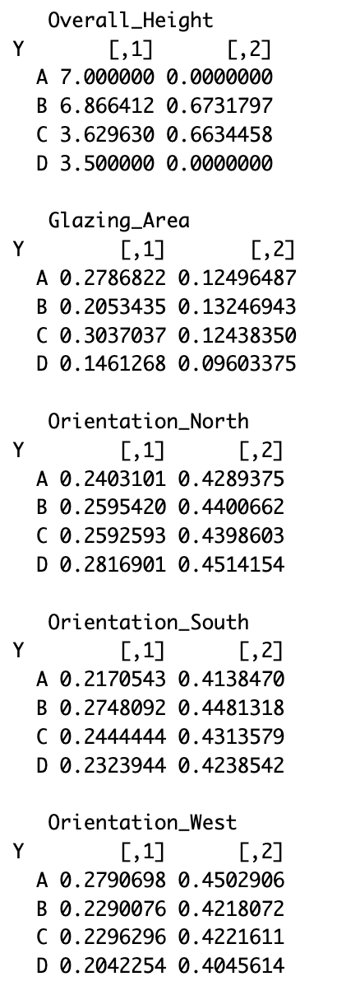 Overall_Height
Y [,1] [,2]
A 7.000000 0.0000000
B 6.866412 0.6731797
C 3.629630 0.6634458
D 3.500000 0.0000000
Glazing_Area
Y [,1] [,2]
A 0.2786822 0.12496487
B 0.2053435 0.13246943
C 0.3037037 0.12438350
D 0.1461268 0.09603375
Orientation_North
Y [,1] [,2]
A 0.2403101 0.4289375
B 0.2595420 0.4400662
C 0.2592593 0.4398603
D 0.2816901 0.4514154
Orientation_South
Y [,1] [,2]
A 0.2170543 0.4138470
B 0.2748092 0.4481318
C 0.2444444 0.4313579
D 0.2323944 0.4238542
Orientation_West
Y [,1] [,2]
A 0.2790698 0.4502906
B 0.2290076 0.4218072
C 0.2296296 0.4221611
D 0.2042254 0.4045614